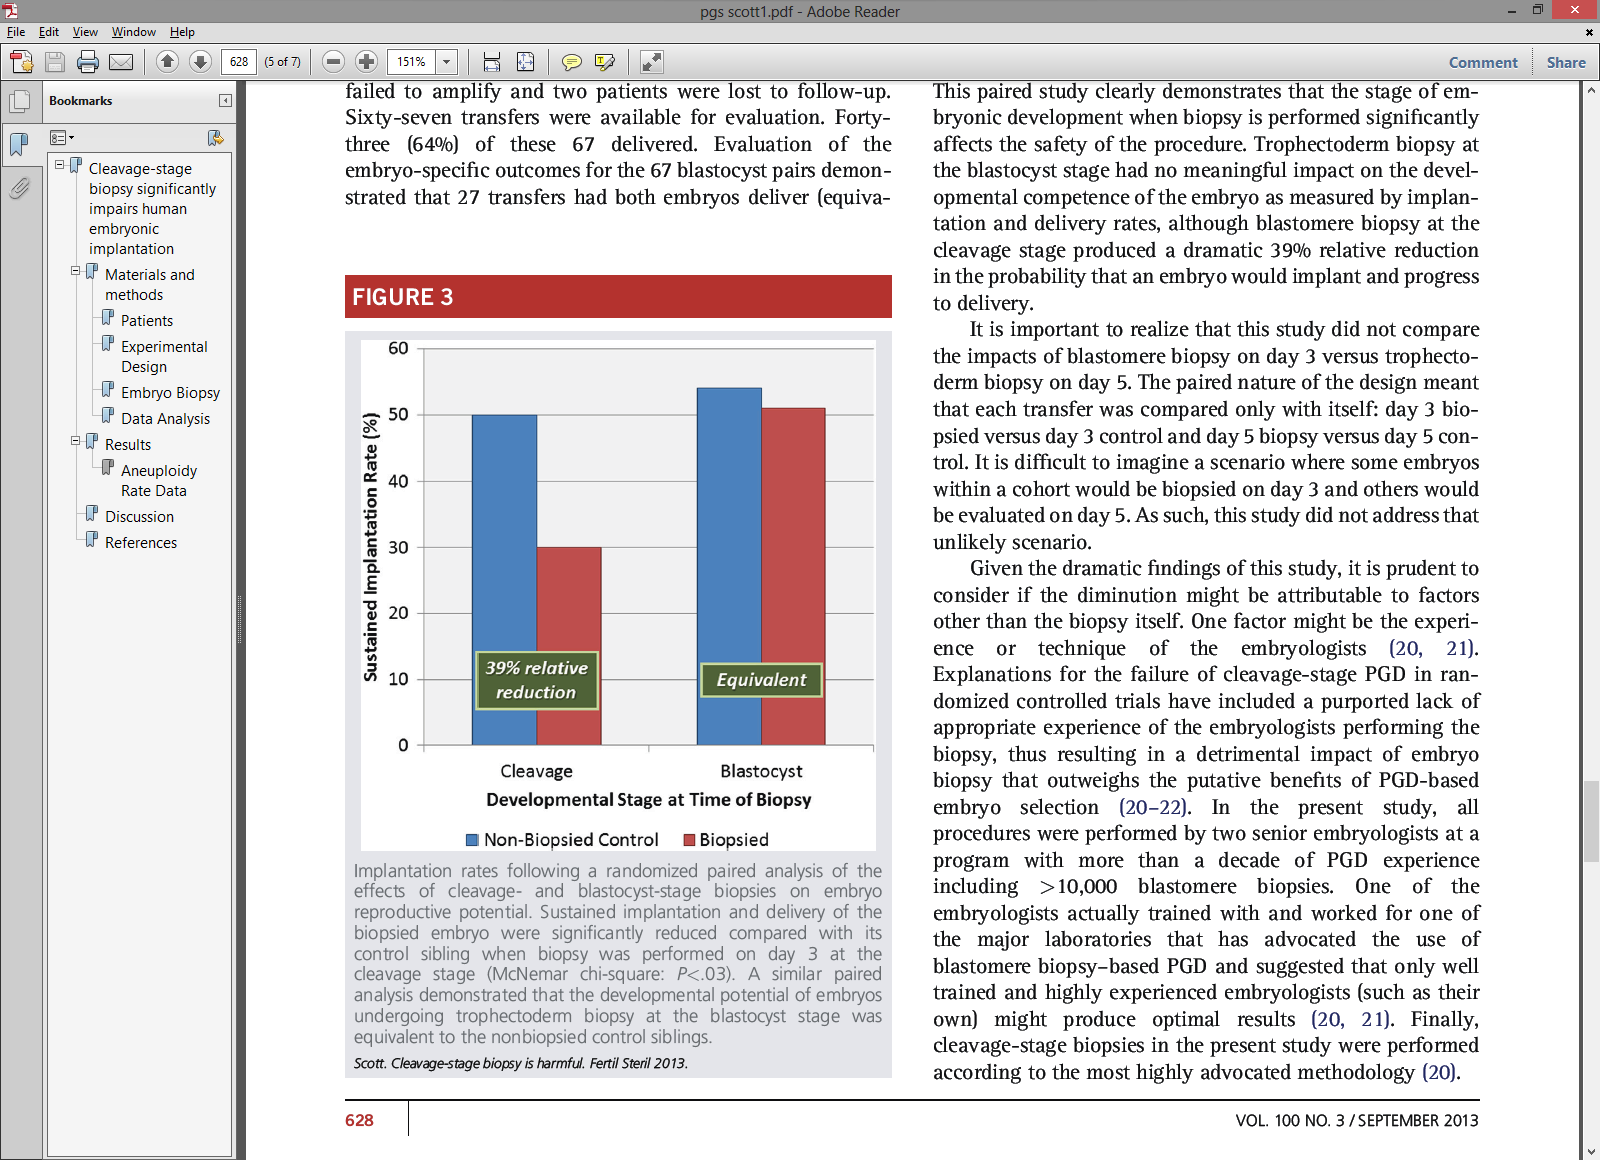 pgs scott1.pdf - Adobe Reader
File Edit View Window Help
628 (5 of 7) 151% Comment Share
Bookmarks
Cleavage-stage
biopsy significantly
impairs human
embryonic
implantation
Materials and
methods
Patients
Experimental
Design
Embryo Biopsy
Data Analysis
Results
Aneuploidy
Rate Data
Discussion
References
failed to amplify and two patients were lost to follow-up.
Sixty-seven transfers were available for evaluation. Forty-
three (64%) of these 67 delivered. Evaluation of the
embryo-specific outcomes for the 67 blastocyst pairs demon-
strated that 27 transfers had both embryos deliver (equiva-
FIGURE 3
60
50
40
30
20
10
0
Sustained Implantation Rate (%)
39% relative
reduction
Equivalent
Cleavage Blastocyst
Developmental Stage at Time of Biopsy
Non-Biopsied Control Biopsied
Implantation rates following a randomized paired analysis of the
effects of cleavage- and blastocyst-stage biopsies on embryo
reproductive potential. Sustained implantation and delivery of the
biopsied embryo were significantly reduced compared with its
control sibling when biopsy was performed on day 3 at the
cleavage stage (McNemar chi-square: P<.03). A similar paired
analysis demonstrated that the developmental potential of embryos
undergoing trophectoderm biopsy at the blastocyst stage was
equivalent to the nonbiopsied control siblings.
Scott. Cleavage-stage biopsy is harmful. Fertil Steril 2013.
This paired study clearly demonstrates that the stage of em-
bryonic development when biopsy is performed significantly
affects the safety of the procedure. Trophectoderm biopsy at
the blastocyst stage had no meaningful impact on the devel-
opmental competence of the embryo as measured by implan-
tation and delivery rates, although blastomere biopsy at the
cleavage stage produced a dramatic 39% relative reduction
in the probability that an embryo would implant and progress
to delivery.
It is important to realize that this study did not compare
the impacts of blastomere biopsy on day 3 versus trophecto-
derm biopsy on day 5. The paired nature of the design meant
that each transfer was compared only with itself: day 3 bio-
psied versus day 3 control and day 5 biopsy versus day 5 con-
trol. It is difficult to imagine a scenario where some embryos
within a cohort would be biopsied on day 3 and others would
be evaluated on day 5. As such, this study did not address that
unlikely scenario.
Given the dramatic findings of this study, it is prudent to
consider if the diminution might be attributable to factors
other than the biopsy itself. One factor might be the experi-
ence or technique of the embryologists (20, 21).
Explanations for the failure of cleavage-stage PGD in ran-
domized controlled trials have included a purported lack of
appropriate experience of the embryologists performing the
biopsy, thus resulting in a detrimental impact of embryo
biopsy that outweighs the putative benefits of PGD-based
embryo selection (20–22). In the present study, all
procedures were performed by two senior embryologists at a
program with more than a decade of PGD experience
including >10,000 blastomere biopsies. One of the
embryologists actually trained with and worked for one of
the major laboratories that has advocated the use of
blastomere biopsy–based PGD and suggested that only well
trained and highly experienced embryologists (such as their
own) might produce optimal results (20, 21). Finally,
cleavage-stage biopsies in the present study were performed
according to the most highly advocated methodology (20).
628 VOL. 100 NO. 3 / SEPTEMBER 2013